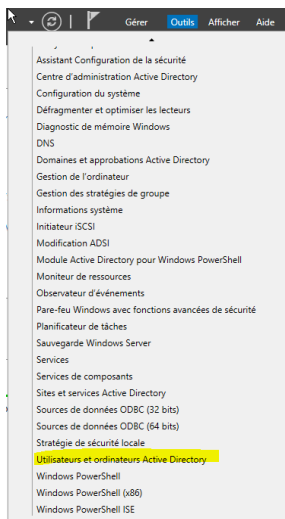 Gérer Outils Afficher Aide
Assistant Configuration de la sécurité
Centre d'administration Active Directory
Configuration du système
Défragmenter et optimiser les lecteurs
Diagnostic de mémoire Windows
DNS
Domaines et approbations Active Directory
Gestion de l'ordinateur
Gestion des stratégies de groupe
Informations système
Initiateur iSCSI
Modification ADSI
Module Active Directory pour Windows PowerShell
Moniteur de ressources
Observateur d'événements
Pare-feu Windows avec fonctions avancées de sécurité
Planificateur de tâches
Sauvegarde Windows Server
Services
Services de composants
Sites et services Active Directory
Sources de données ODBC (32 bits)
Sources de données ODBC (64 bits)
Stratégie de sécurité locale
Utilisateurs et ordinateurs Active Directory
Windows PowerShell
Windows PowerShell (x86)
Windows PowerShell ISE